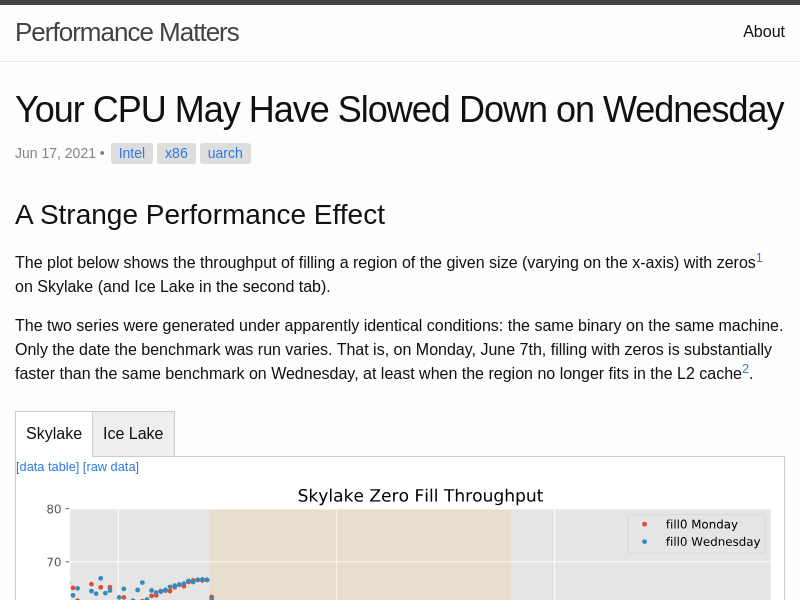 Performance Matters
About
Your CPU May Have Slowed Down on Wednesday
Jun 17, 2021 • Intel x86 uarch
A Strange Performance Effect
The plot below shows the throughput of filling a region of the given size (varying on the x-axis) with zeros1
on Skylake (and Ice Lake in the second tab).
The two series were generated under apparently identical conditions: the same binary on the same machine.
Only the date the benchmark was run varies. That is, on Monday, June 7th, filling with zeros is substantially
faster than the same benchmark on Wednesday, at least when the region no longer fits in the L2 cache2.
Skylake Ice Lake
[data table] [raw data]
Skylake Zero Fill Throughput
80
fill0 Monday
fill0 Wednesday
70